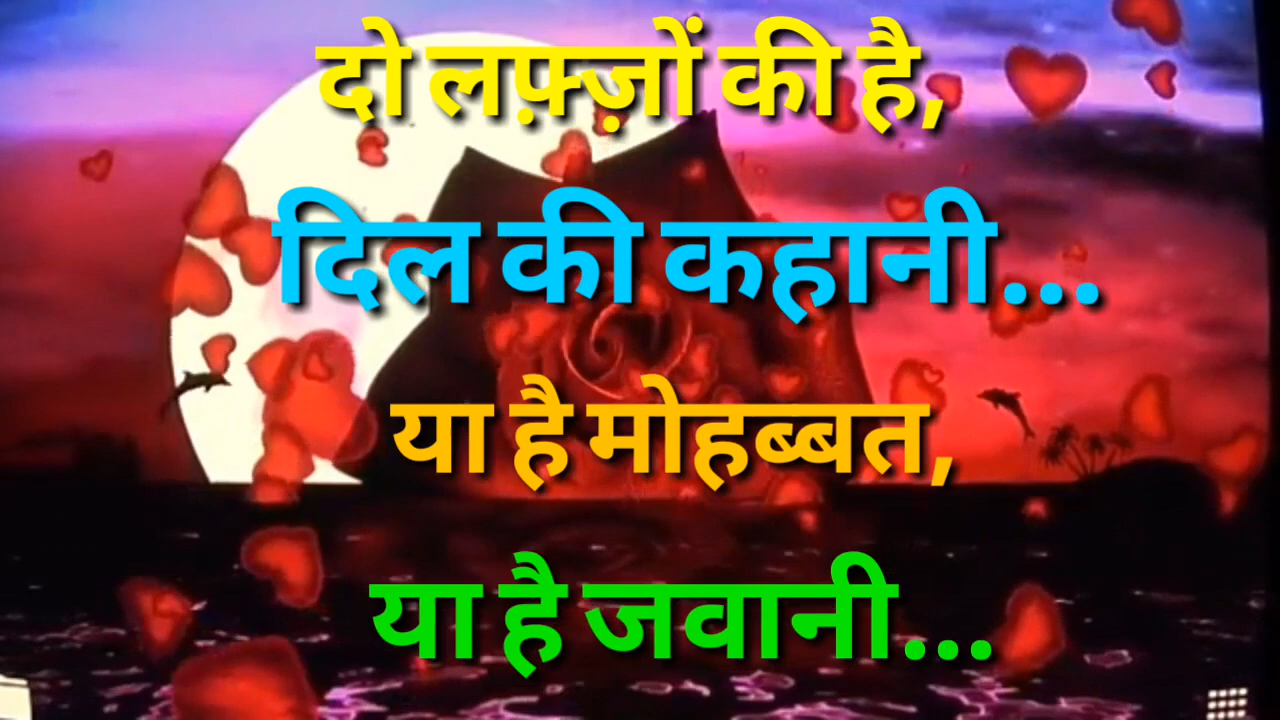 दो लफ़्ज़ों की है,
दिल की कहानी...
या है मोहब्बत,
या है जवानी...